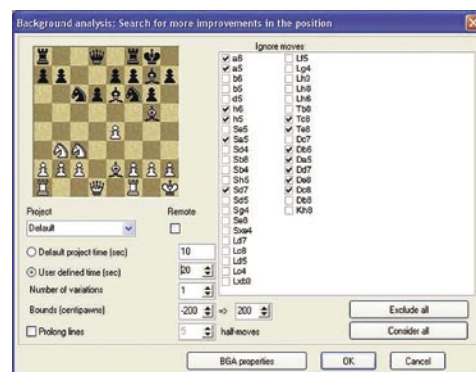 Background analysis: Search for more improvements in the position
Ignore moves
a6
a5
b6
b5
d5
h6
h5
Se5
Sa5
Sd4
Sb8
Sb4
Sh5
Sd7
Sd5
Sg4
Se8
Sxe4
Ld7
Lc8
Ld5
Lc4
Lxb3
Lf5
Lg4
Lh3
Lh8
Lh6
Tb8
Tc8
Te8
Dc7
Db6
Da5
Dd7
De8
Dc8
Db8
Kh8
Project
Remote
Default
Default project time (sec)
10
User defined time (sec)
20
Number of variations
1
Bounds (centipawns)
-200
=>
200
Exclude all
Prolong lines
5
half-moves
Consider all
BGA properties
OK
Cancel